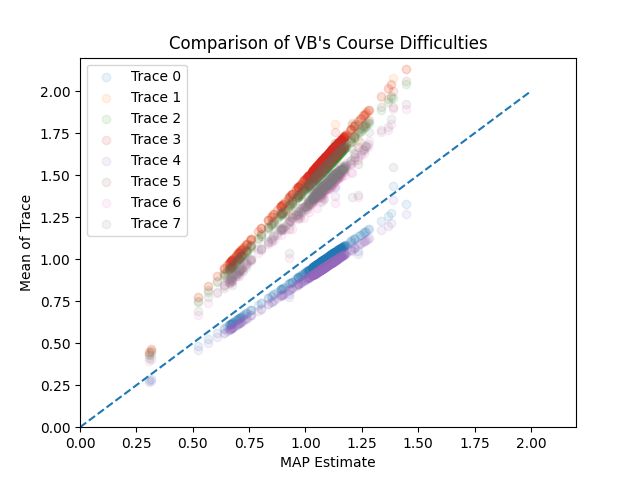 Comparison of VB's Course Difficulties
Trace 0
Trace 1
Trace 2
Trace 3
Trace 4
Trace 5
Trace 6
Trace 7
2.00
1.75
1.50
1.25
1.00
0.75
0.50
0.25
0.00
Mean of Trace
0.00 0.25 0.50 0.75 1.00 1.25 1.50 1.75 2.00
MAP Estimate